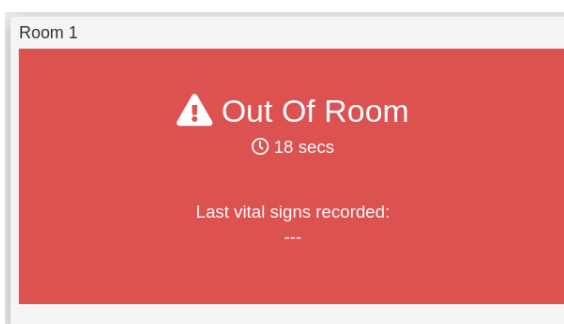 Room 1
Out Of Room
18 secs
Last vital signs recorded:
---